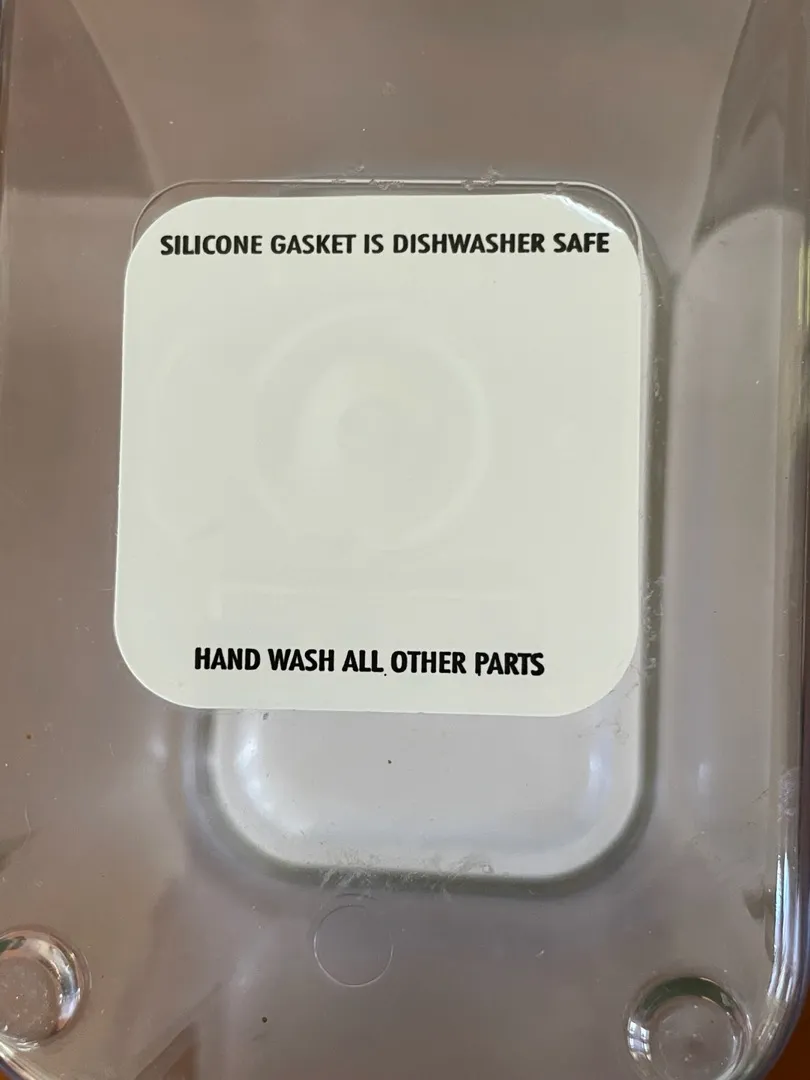 SILICONE GASKET IS DISHWASHER SAFE
HAND WASH ALL OTHER PARTS